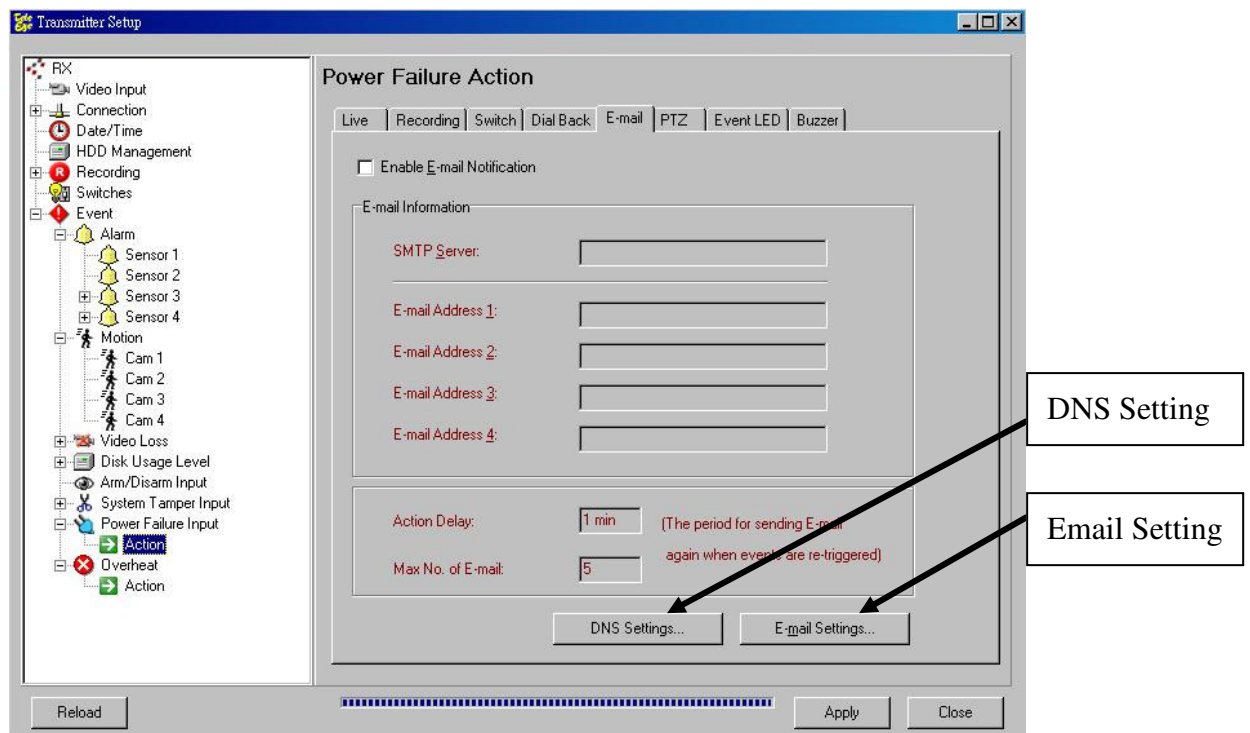 Transmitter Setup
RX
Video Input
Connection
Date/Time
HDD Management
Recording
Switches
Event
Alarm
Sensor 1
Sensor 2
Sensor 3
Sensor 4
Motion
Cam 1
Cam 2
Cam 3
Cam 4
Video Loss
Disk Usage Level
Arm/Disarm Input
System Tamper Input
Power Failure Input
Action
Overheat
Action
Power Failure Action
Live Recording Switch Dial Back E-mail PTZ Event LED Buzzer
Enable E-mail Notification
E-mail Information
SMTP Server:
E-mail Address 1:
E-mail Address 2:
E-mail Address 3:
E-mail Address 4:
Action Delay: 1 min (The period for sending E-mail
again when events are re-triggered)
Max No. of E-mail: 5
DNS Settings... E-mail Settings...
Reload Apply Close
DNS Setting
Email Setting